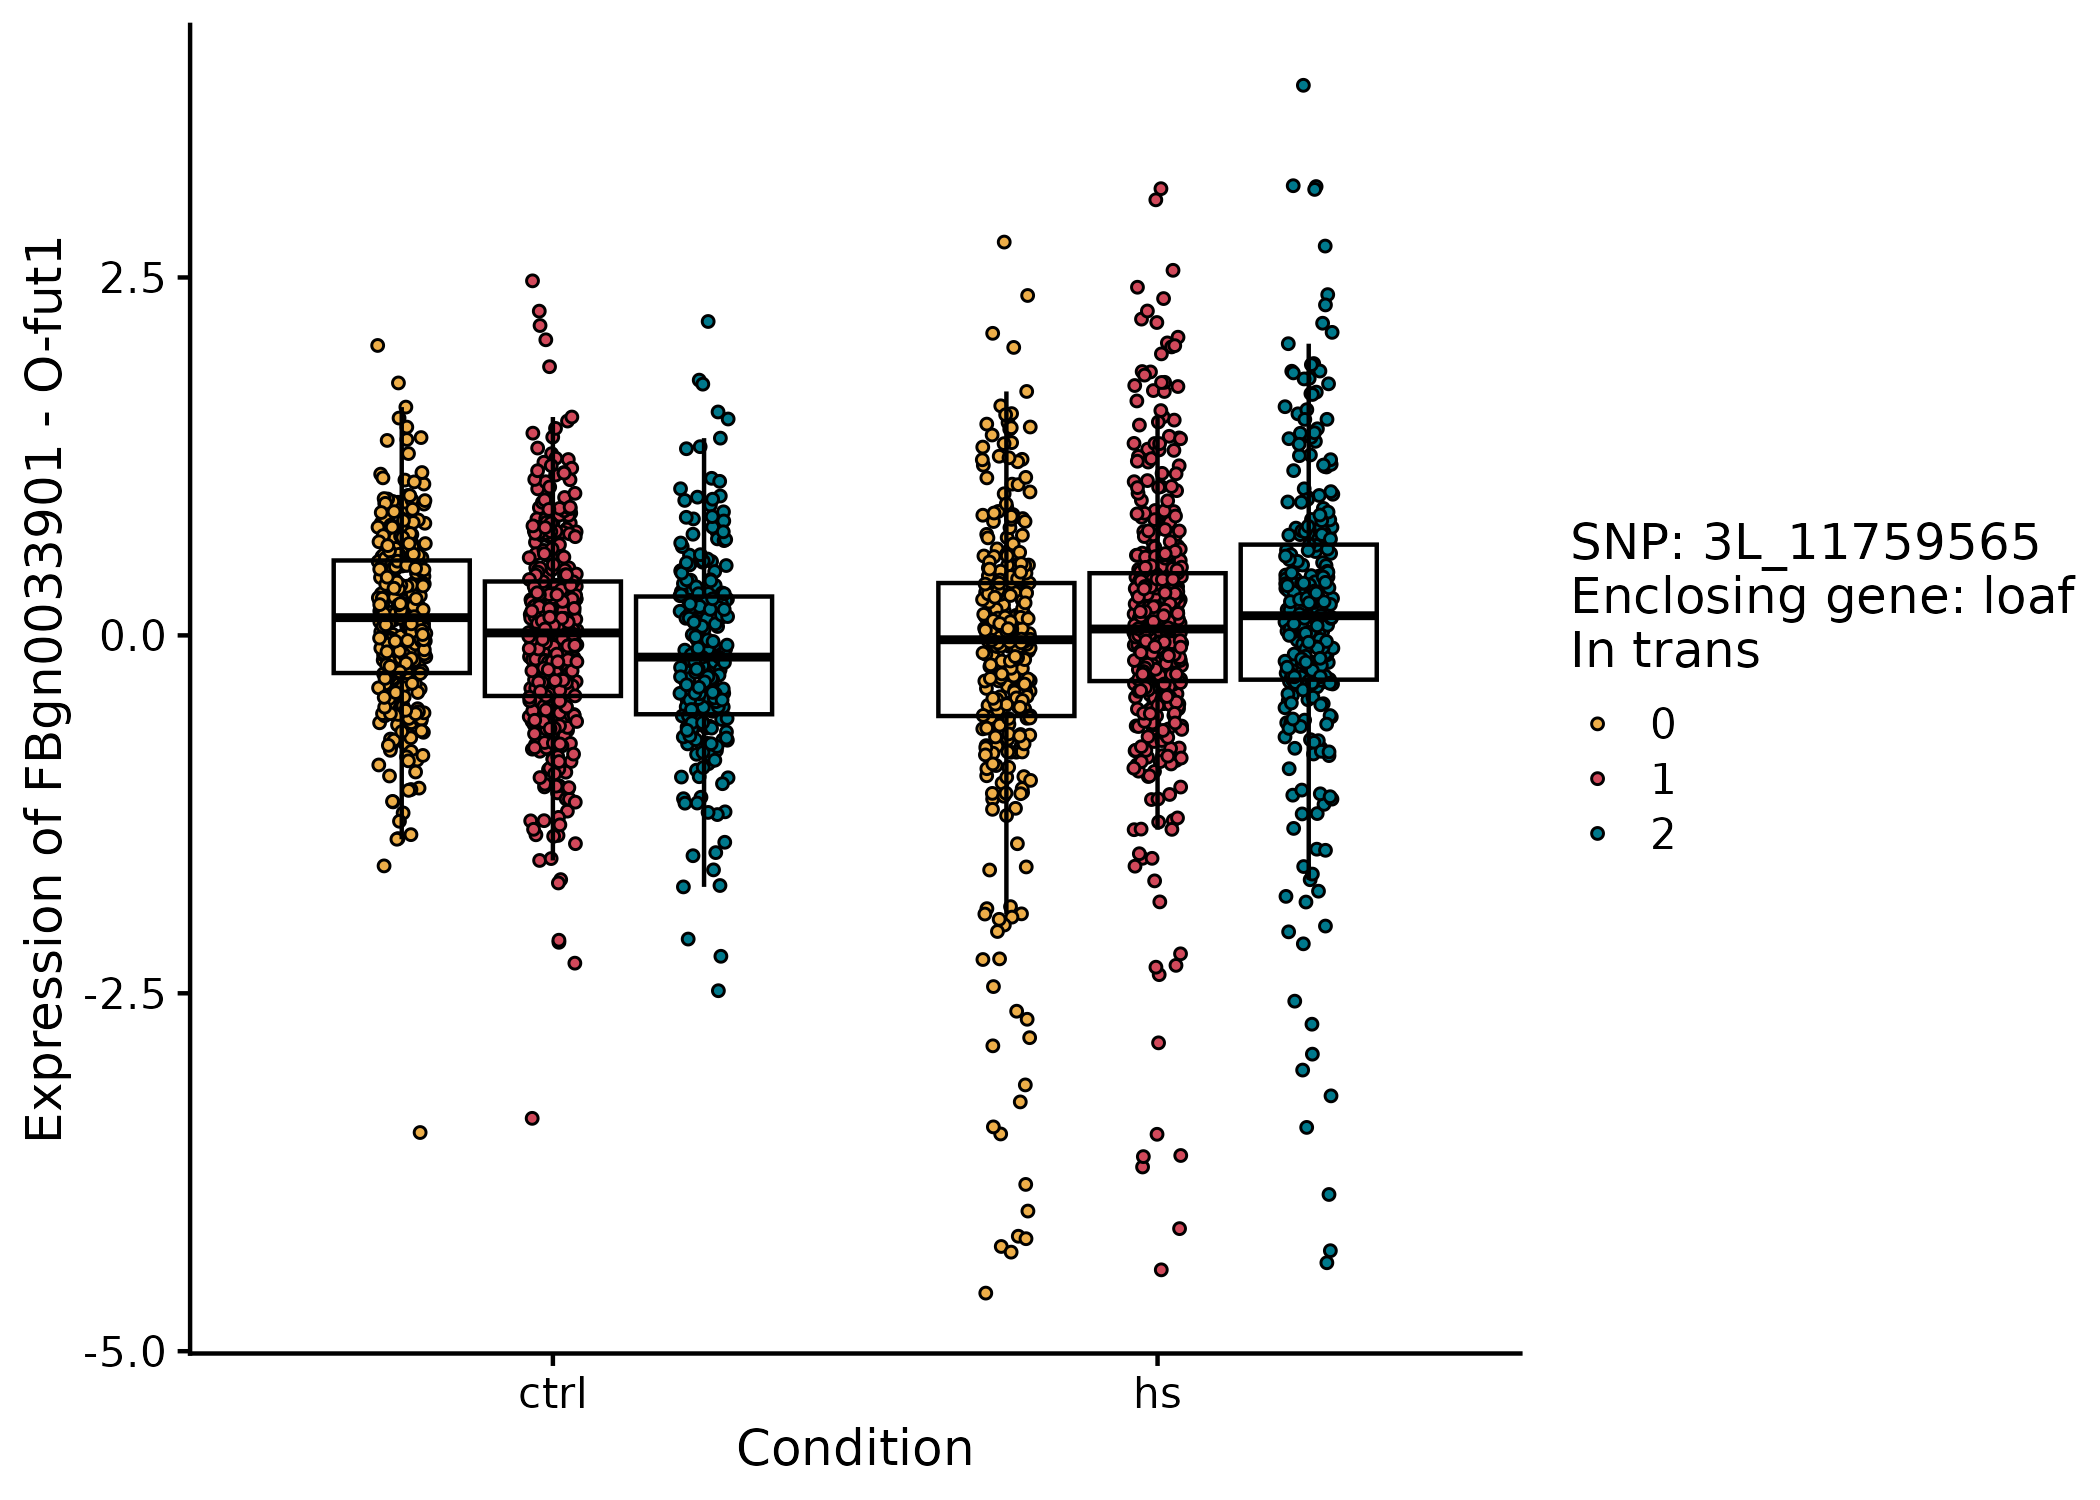 Expression of FBgn0033901 - O-fut1
2.5
0.0
-2.5
-5.0
ctrl
hs
Condition
SNP: 3L_11759565
Enclosing gene: loaf
In trans
0
1
2